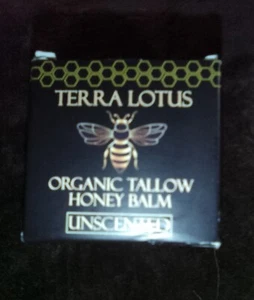 TERRA LOTUS
ORGANIC TALLOW
HONEY BALM
UNSCENTED